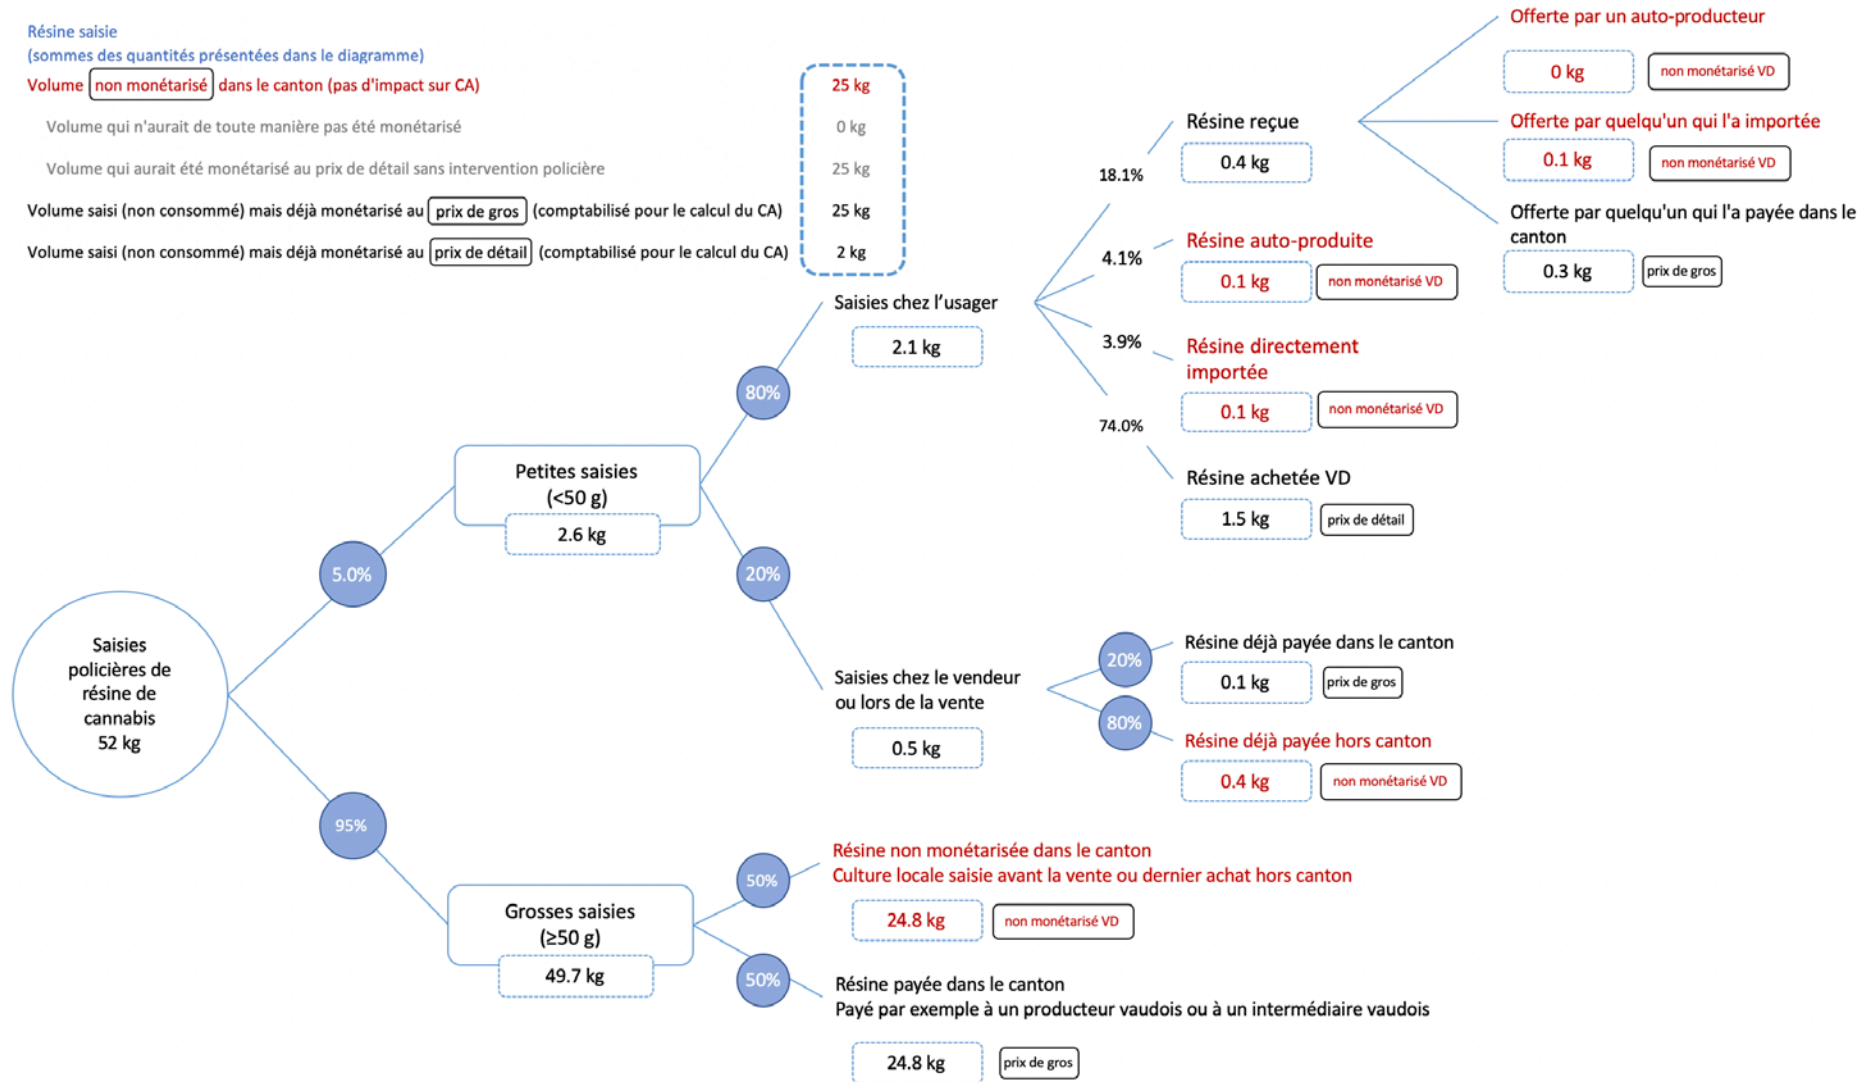 Résine saisie
(sommes des quantités présentées dans le diagramme)
Volume non monétarisé dans le canton (pas d'impact sur CA) 25 kg
Volume qui n'aurait de toute manière pas été monétarisé 0 kg
Volume qui aurait été monétarisé au prix de détail sans intervention policière 25 kg
Volume saisi (non consommé) mais déjà monétarisé au prix de gros (comptabilisé pour le calcul du CA) 25 kg
Volume saisi (non consommé) mais déjà monétarisé au prix de détail (comptabilisé pour le calcul du CA) 2 kg
Saisies
policières de
résine de
cannabis
52 kg
5.0%
95%
Petites saisies
(<50 g)
2.6 kg
80%
20%
Saisies chez l’usager
2.1 kg
18.1%
4.1%
3.9%
74.0%
Résine reçue
0.4 kg
Offerte par un auto-producteur
0 kg non monétarisé VD
Offerte par quelqu'un qui l'a importée
0.1 kg non monétarisé VD
Offerte par quelqu'un qui l'a payée dans le
canton
0.3 kg prix de gros
Résine auto-produite
0.1 kg non monétarisé VD
Résine directement
importée
0.1 kg non monétarisé VD
Résine achetée VD
1.5 kg prix de détail
Saisies chez le vendeur
ou lors de la vente
0.5 kg
20%
80%
Résine déjà payée dans le canton
0.1 kg prix de gros
Résine déjà payée hors canton
0.4 kg non monétarisé VD
Grosses saisies
(≥50 g)
49.7 kg
50%
50%
Résine non monétarisée dans le canton
Culture locale saisie avant la vente ou dernier achat hors canton
24.8 kg non monétarisé VD
Résine payée dans le canton
Payé par exemple à un producteur vaudois ou à un intermédiaire vaudois
24.8 kg prix de gros